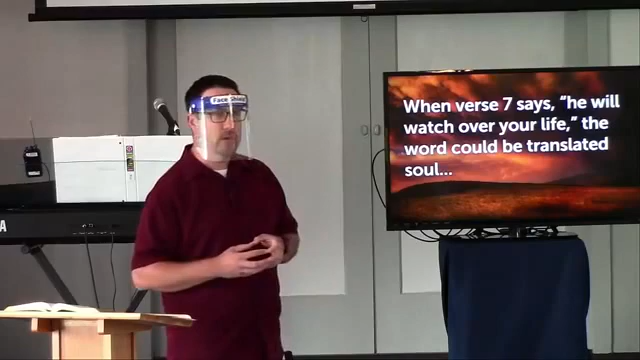 Face Shield
When verse 7 says, "he will
watch over your life," the
word could be translated
soul...